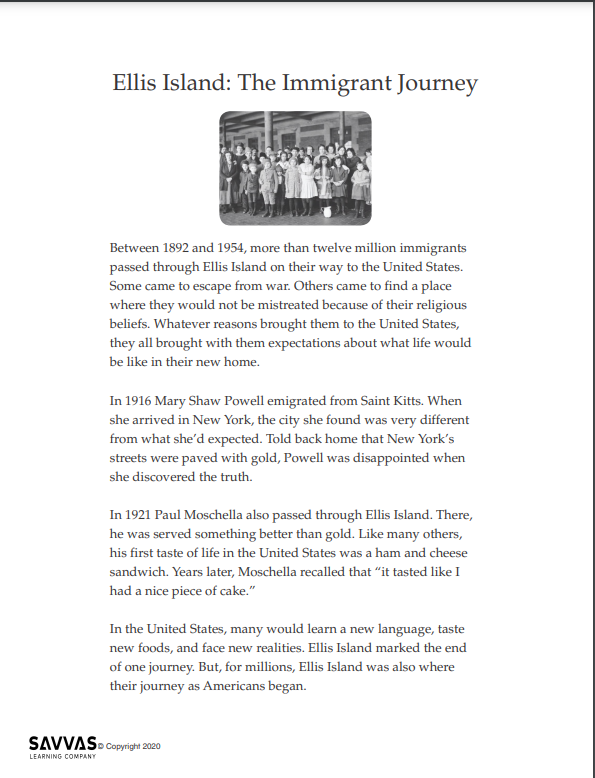 Ellis Island: The Immigrant Journey
Between 1892 and 1954, more than twelve million immigrants
passed through Ellis Island on their way to the United States.
Some came to escape from war. Others came to find a place
where they would not be mistreated because of their religious
beliefs. Whatever reasons brought them to the United States,
they all brought with them expectations about what life would
be like in their new home.
In 1916 Mary Shaw Powell emigrated from Saint Kitts. When
she arrived in New York, the city she found was very different
from what she’d expected. Told back home that New York’s
streets were paved with gold, Powell was disappointed when
she discovered the truth.
In 1921 Paul Moschella also passed through Ellis Island. There,
he was served something better than gold. Like many others,
his first taste of life in the United States was a ham and cheese
sandwich. Years later, Moschella recalled that “it tasted like I
had a nice piece of cake.”
In the United States, many would learn a new language, taste
new foods, and face new realities. Ellis Island marked the end
of one journey. But, for millions, Ellis Island was also where
their journey as Americans began.
SAVVAS © Copyright 2020
LEARNING COMPANY